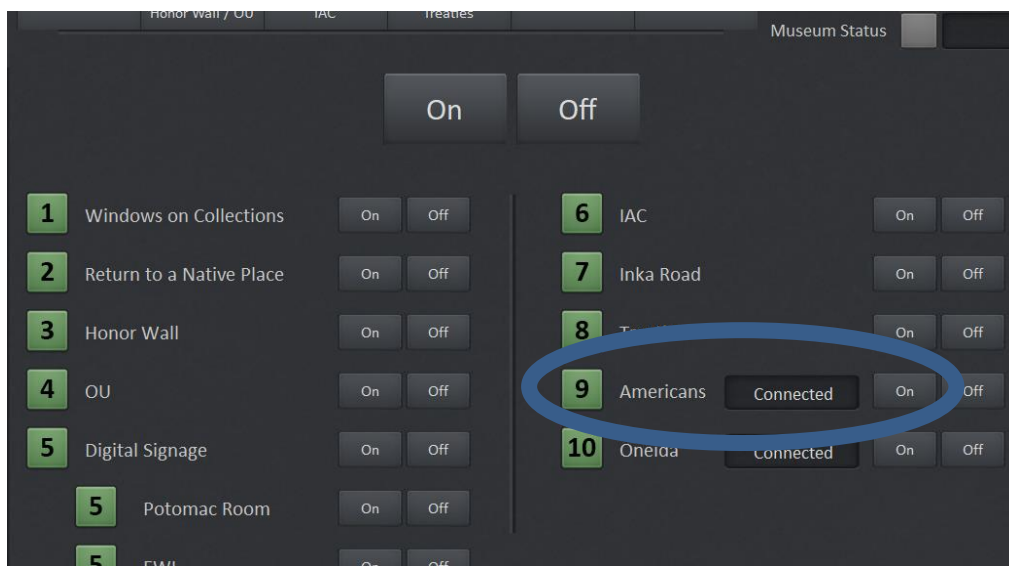 Honor Wall / OU IAC Treaties
Museum Status
On Off
1 Windows on Collections On Off
2 Return to a Native Place On Off
3 Honor Wall On Off
4 OU On Off
5 Digital Signage On Off
5 Potomac Room On Off
5 EWI On Off
6 IAC On Off
7 Inka Road On Off
8 On Off
9 Americans Connected On Off
10 Oneida Connected On Off